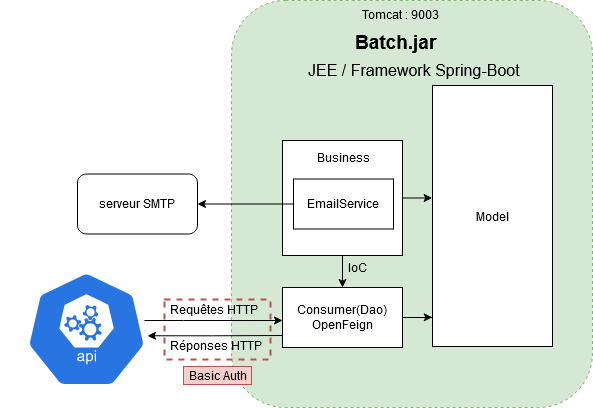 Tomcat : 9003
Batch.jar
JEE / Framework Spring-Boot
Business
EmailService
serveur SMTP
Model
IoC
Consumer(Dao)
OpenFeign
Requêtes HTTP
Réponses HTTP
Basic Auth
api